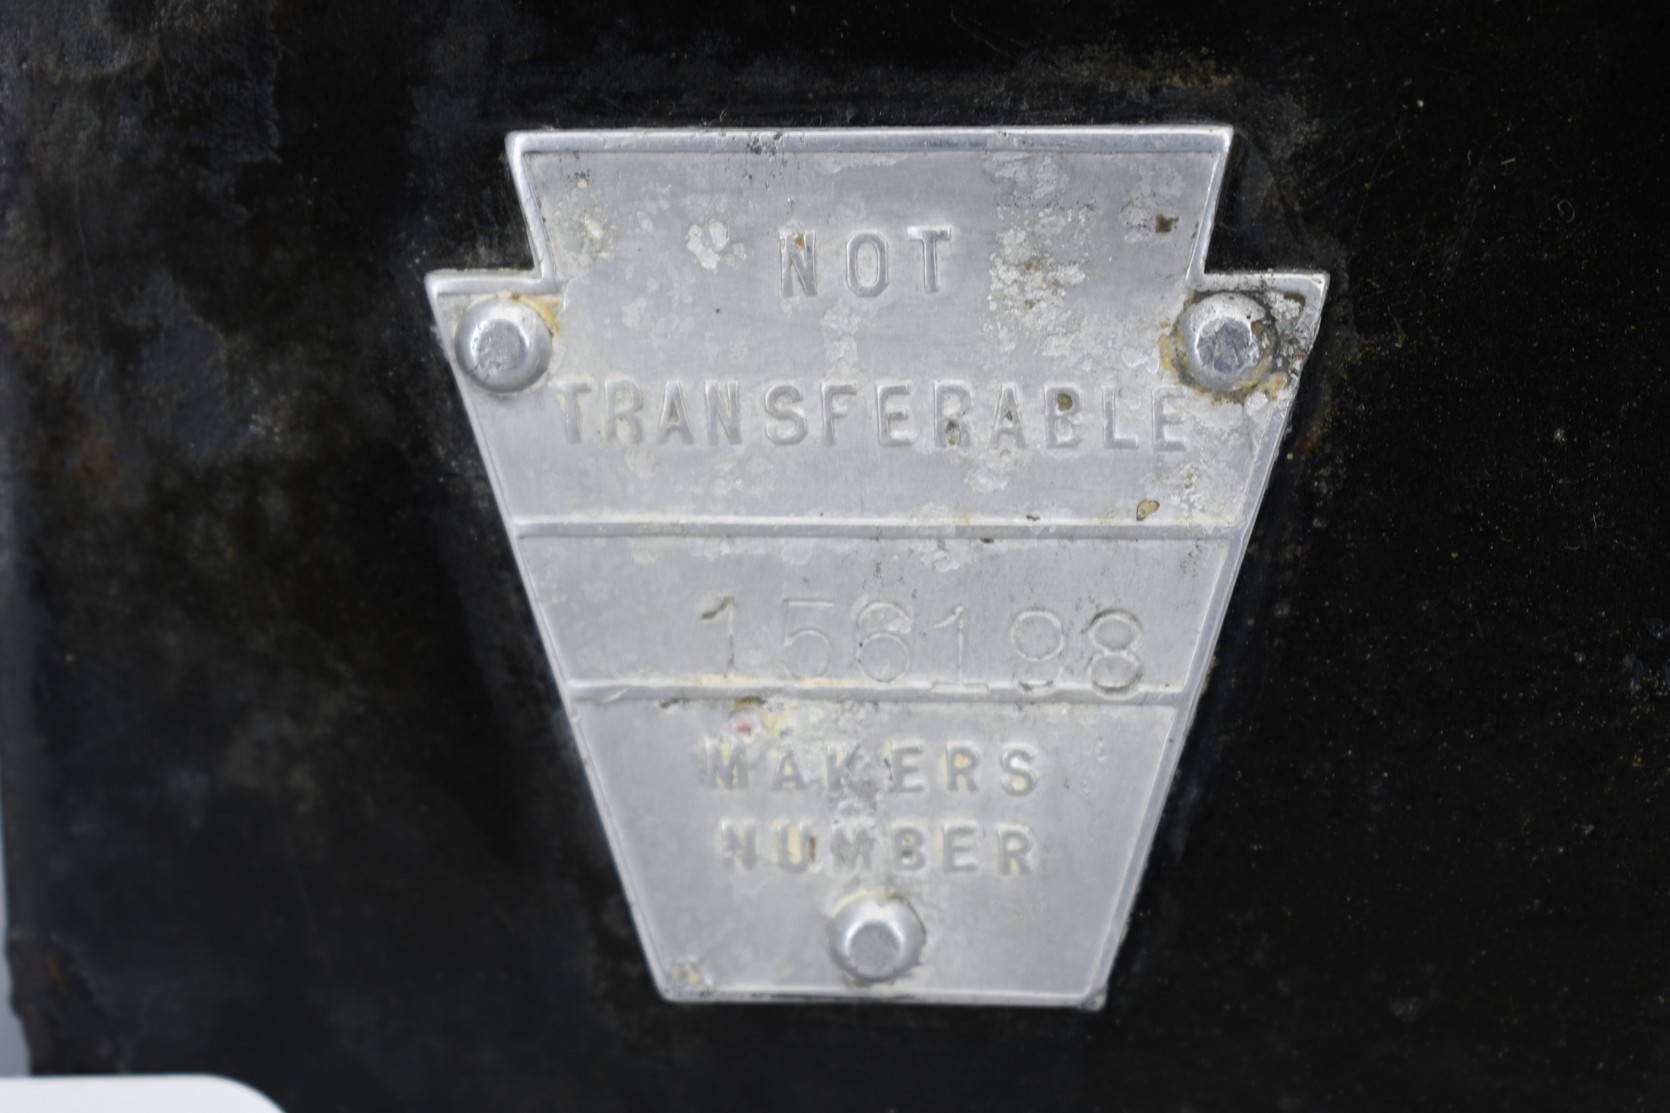 NOT
TRANSFERABLE
156198
MAKERS
NUMBER